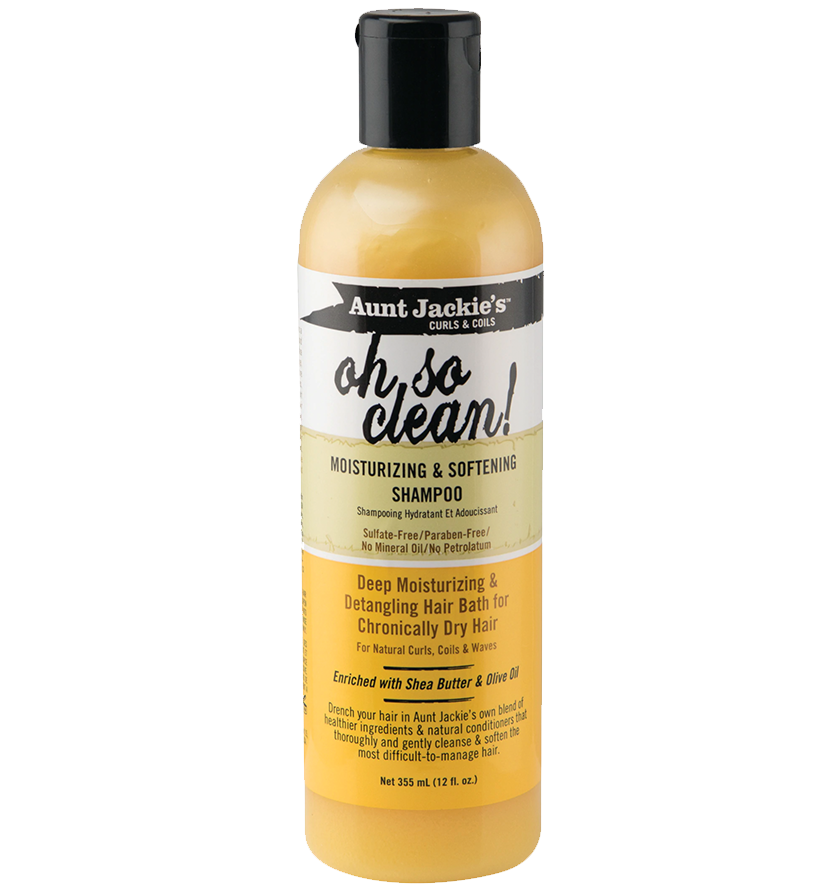 Aunt Jackie's™
CURLS & COILS
oh so
clean!
MOISTURIZING & SOFTENING
SHAMPOO
Shampooing Hydratant Et Adoucissant
Sulfate-Free/Paraben-Free/
No Mineral Oil/No Petrolatum
Deep Moisturizing &
Detangling Hair Bath for
Chronically Dry Hair
For Natural Curls, Coils & Waves
Enriched with Shea Butter & Olive Oil
Drench your hair in Aunt Jackie's own blend of
healthier ingredients & natural conditioners that
thoroughly and gently cleanse & soften the
most difficult-to-manage hair.
Net 355 mL (12 fl. oz.)